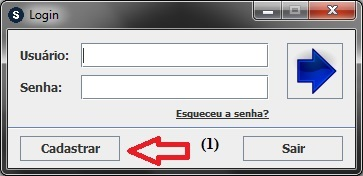 S Login
Usuário:
Senha:
Esqueceu a senha?
Cadastrar (1) Sair